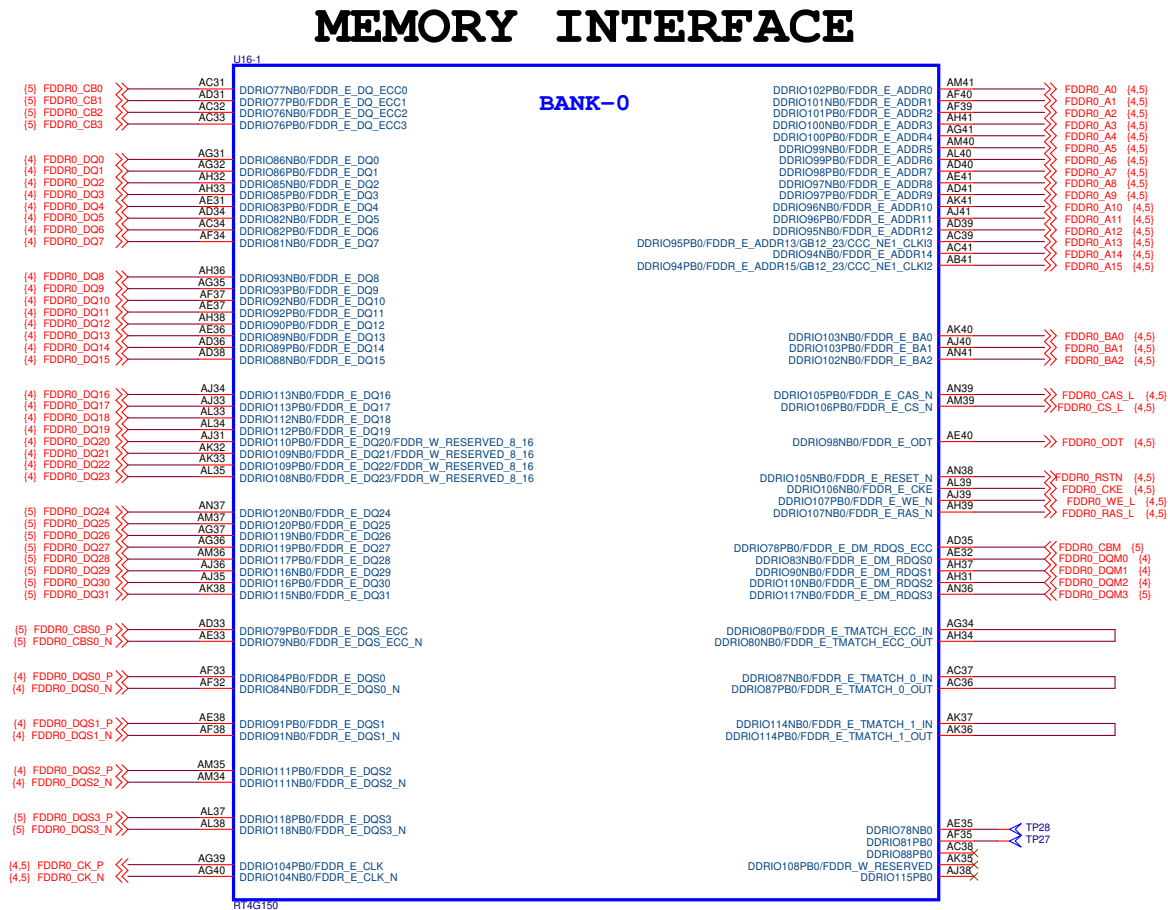 MEMORY INTERFACE
U16-1
BANK-0
{5} FDDR0_CB0 AC31 DDRIO77NB0/FDDR_E_DQ_ECC0
{5} FDDR0_CB1 AD31 DDRIO77PB0/FDDR_E_DQ_ECC1
{5} FDDR0_CB2 AC32 DDRIO76NB0/FDDR_E_DQ_ECC2
{5} FDDR0_CB3 AC33 DDRIO76PB0/FDDR_E_DQ_ECC3
{4} FDDR0_DQ0 AG31 DDRIO86NB0/FDDR_E_DQ0
{4} FDDR0_DQ1 AG32 DDRIO86PB0/FDDR_E_DQ1
{4} FDDR0_DQ2 AH32 DDRIO85NB0/FDDR_E_DQ2
{4} FDDR0_DQ3 AH33 DDRIO85PB0/FDDR_E_DQ3
{4} FDDR0_DQ4 AE31 DDRIO83PB0/FDDR_E_DQ4
{4} FDDR0_DQ5 AD34 DDRIO82NB0/FDDR_E_DQ5
{4} FDDR0_DQ6 AC34 DDRIO82PB0/FDDR_E_DQ6
{4} FDDR0_DQ7 AF34 DDRIO81NB0/FDDR_E_DQ7
{4} FDDR0_DQ8 AH36 DDRIO93NB0/FDDR_E_DQ8
{4} FDDR0_DQ9 AG35 DDRIO93PB0/FDDR_E_DQ9
{4} FDDR0_DQ10 AF37 DDRIO92NB0/FDDR_E_DQ10
{4} FDDR0_DQ11 AE37 DDRIO92PB0/FDDR_E_DQ11
{4} FDDR0_DQ12 AH38 DDRIO90PB0/FDDR_E_DQ12
{4} FDDR0_DQ13 AE36 DDRIO89NB0/FDDR_E_DQ13
{4} FDDR0_DQ14 AD36 DDRIO89PB0/FDDR_E_DQ14
{4} FDDR0_DQ15 AD38 DDRIO88NB0/FDDR_E_DQ15
{4} FDDR0_DQ16 AJ34 DDRIO113NB0/FDDR_E_DQ16
{4} FDDR0_DQ17 AJ33 DDRIO113PB0/FDDR_E_DQ17
{4} FDDR0_DQ18 AL33 DDRIO112NB0/FDDR_E_DQ18
{4} FDDR0_DQ19 AL34 DDRIO112PB0/FDDR_E_DQ19
{4} FDDR0_DQ20 AJ31 DDRIO110PB0/FDDR_E_DQ20/FDDR_W_RESERVED_8_16
{4} FDDR0_DQ21 AK32 DDRIO109NB0/FDDR_E_DQ21/FDDR_W_RESERVED_8_16
{4} FDDR0_DQ22 AK33 DDRIO109PB0/FDDR_E_DQ22/FDDR_W_RESERVED_8_16
{4} FDDR0_DQ23 AL35 DDRIO108NB0/FDDR_E_DQ23/FDDR_W_RESERVED_8_16
{5} FDDR0_DQ24 AN37 DDRIO120NB0/FDDR_E_DQ24
{5} FDDR0_DQ25 AM37 DDRIO120PB0/FDDR_E_DQ25
{5} FDDR0_DQ26 AG37 DDRIO119NB0/FDDR_E_DQ26
{5} FDDR0_DQ27 AG36 DDRIO119PB0/FDDR_E_DQ27
{5} FDDR0_DQ28 AM36 DDRIO117PB0/FDDR_E_DQ28
{5} FDDR0_DQ29 AJ36 DDRIO116NB0/FDDR_E_DQ29
{5} FDDR0_DQ30 AJ35 DDRIO116PB0/FDDR_E_DQ30
{5} FDDR0_DQ31 AK38 DDRIO115NB0/FDDR_E_DQ31
{5} FDDR0_CBS0_P AD33 DDRIO79PB0/FDDR_E_DQS_ECC
{5} FDDR0_CBS0_N AE33 DDRIO79NB0/FDDR_E_DQS_ECC_N
{4} FDDR0_DQS0_P AF33 DDRIO84PB0/FDDR_E_DQS0
{4} FDDR0_DQS0_N AF32 DDRIO84NB0/FDDR_E_DQS0_N
{4} FDDR0_DQS1_P AE38 DDRIO91PB0/FDDR_E_DQS1
{4} FDDR0_DQS1_N AF38 DDRIO91NB0/FDDR_E_DQS1_N
{4} FDDR0_DQS2_P AM35 DDRIO111PB0/FDDR_E_DQS2
{4} FDDR0_DQS2_N AM34 DDRIO111NB0/FDDR_E_DQS2_N
{5} FDDR0_DQS3_P AL37 DDRIO118PB0/FDDR_E_DQS3
{5} FDDR0_DQS3_N AL38 DDRIO118NB0/FDDR_E_DQS3_N
{4,5} FDDR0_CK_P AG39 DDRIO104PB0/FDDR_E_CLK
{4,5} FDDR0_CK_N AG40 DDRIO104NB0/FDDR_E_CLK_N
DDRIO102PB0/FDDR_E_ADDR0 AM41 FDDR0_A0 {4,5}
DDRIO101NB0/FDDR_E_ADDR1 AF40 FDDR0_A1 {4,5}
DDRIO101PB0/FDDR_E_ADDR2 AF39 FDDR0_A2 {4,5}
DDRIO100NB0/FDDR_E_ADDR3 AH41 FDDR0_A3 {4,5}
DDRIO100PB0/FDDR_E_ADDR4 AG41 FDDR0_A4 {4,5}
DDRIO99NB0/FDDR_E_ADDR5 AM40 FDDR0_A5 {4,5}
DDRIO99PB0/FDDR_E_ADDR6 AL40 FDDR0_A6 {4,5}
DDRIO98PB0/FDDR_E_ADDR7 AD40 FDDR0_A7 {4,5}
DDRIO97NB0/FDDR_E_ADDR8 AE41 FDDR0_A8 {4,5}
DDRIO97PB0/FDDR_E_ADDR9 AD41 FDDR0_A9 {4,5}
DDRIO96NB0/FDDR_E_ADDR10 AK41 FDDR0_A10 {4,5}
DDRIO96PB0/FDDR_E_ADDR11 AJ41 FDDR0_A11 {4,5}
DDRIO95NB0/FDDR_E_ADDR12 AD39 FDDR0_A12 {4,5}
DDRIO95PB0/FDDR_E_ADDR13/GB12_23/CCC_NE1_CLKI3 AC39 FDDR0_A13 {4,5}
DDRIO94NB0/FDDR_E_ADDR14 AC41 FDDR0_A14 {4,5}
DDRIO94PB0/FDDR_E_ADDR15/GB12_23/CCC_NE1_CLKI2 AB41 FDDR0_A15 {4,5}
DDRIO103NB0/FDDR_E_BA0 AK40 FDDR0_BA0 {4,5}
DDRIO103PB0/FDDR_E_BA1 AJ40 FDDR0_BA1 {4,5}
DDRIO102NB0/FDDR_E_BA2 AN41 FDDR0_BA2 {4,5}
DDRIO105PB0/FDDR_E_CAS_N AN39 FDDR0_CAS_L {4,5}
DDRIO106PB0/FDDR_E_CS_N AM39 FDDR0_CS_L {4,5}
DDRIO98NB0/FDDR_E_ODT AE40 FDDR0_ODT {4,5}
DDRIO105NB0/FDDR_E_RESET_N AN38 FDDR0_RSTN {4,5}
DDRIO106NB0/FDDR_E_CKE AL39 FDDR0_CKE {4,5}
DDRIO107PB0/FDDR_E_WE_N AJ39 FDDR0_WE_L {4,5}
DDRIO107NB0/FDDR_E_RAS_N AH39 FDDR0_RAS_L {4,5}
DDRIO78PB0/FDDR_E_DM_RDQS_ECC AD35 FDDR0_CBM {5}
DDRIO83NB0/FDDR_E_DM_RDQS0 AE32 FDDR0_DQM0 {4}
DDRIO90NB0/FDDR_E_DM_RDQS1 AH37 FDDR0_DQM1 {4}
DDRIO110NB0/FDDR_E_DM_RDQS2 AH31 FDDR0_DQM2 {4}
DDRIO117NB0/FDDR_E_DM_RDQS3 AN36 FDDR0_DQM3 {5}
DDRIO80PB0/FDDR_E_TMATCH_ECC_IN AG34
DDRIO80NB0/FDDR_E_TMATCH_ECC_OUT AH34
DDRIO87NB0/FDDR_E_TMATCH_0_IN AC37
DDRIO87PB0/FDDR_E_TMATCH_0_OUT AC36
DDRIO114NB0/FDDR_E_TMATCH_1_IN AK37
DDRIO114PB0/FDDR_E_TMATCH_1_OUT AK36
DDRIO78NB0 AE35 TP28
DDRIO81PB0 AF35 TP27
DDRIO88PB0 AC38
DDRIO108PB0/FDDR_W_RESERVED AK35
DDRIO115PB0 AJ38
RT4G150